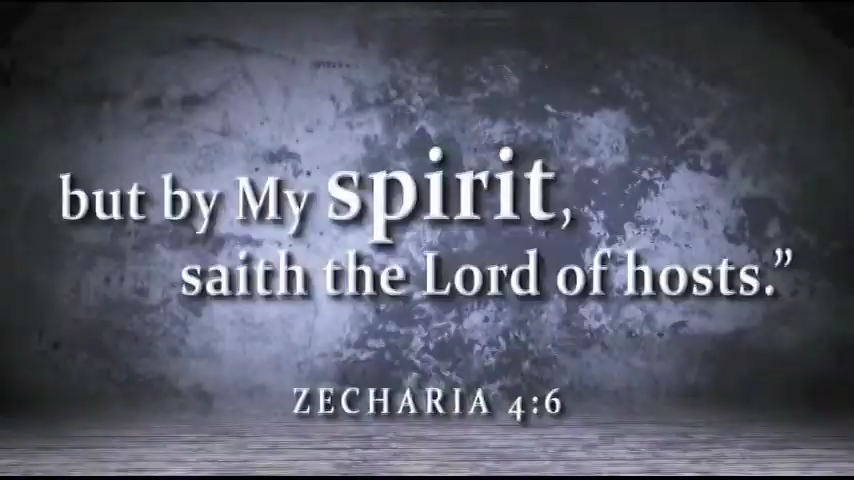 but by My spirit,
saith the Lord of hosts.”
ZECHARIA 4:6